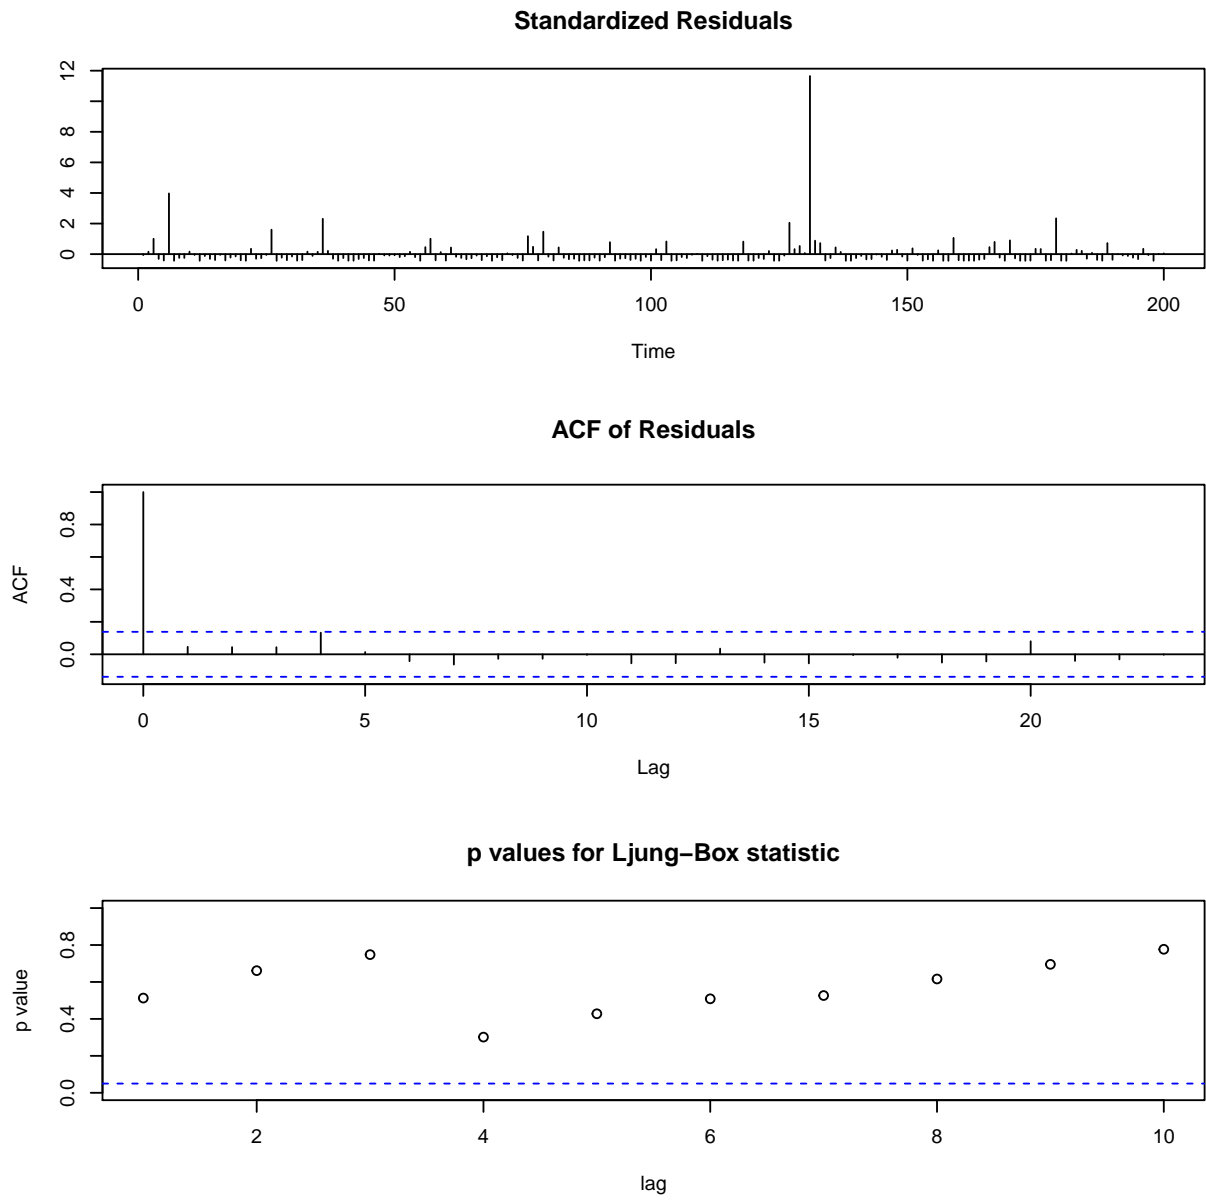 Standardized Residuals
12
8
6
4
2
0
0 50 100 150 200
Time
ACF of Residuals
ACF
0.8
0.4
0.0
0 5 10 15 20
Lag
p values for Ljung−Box statistic
p value
0.8
0.4
0.0
2 4 6 8 10
lag